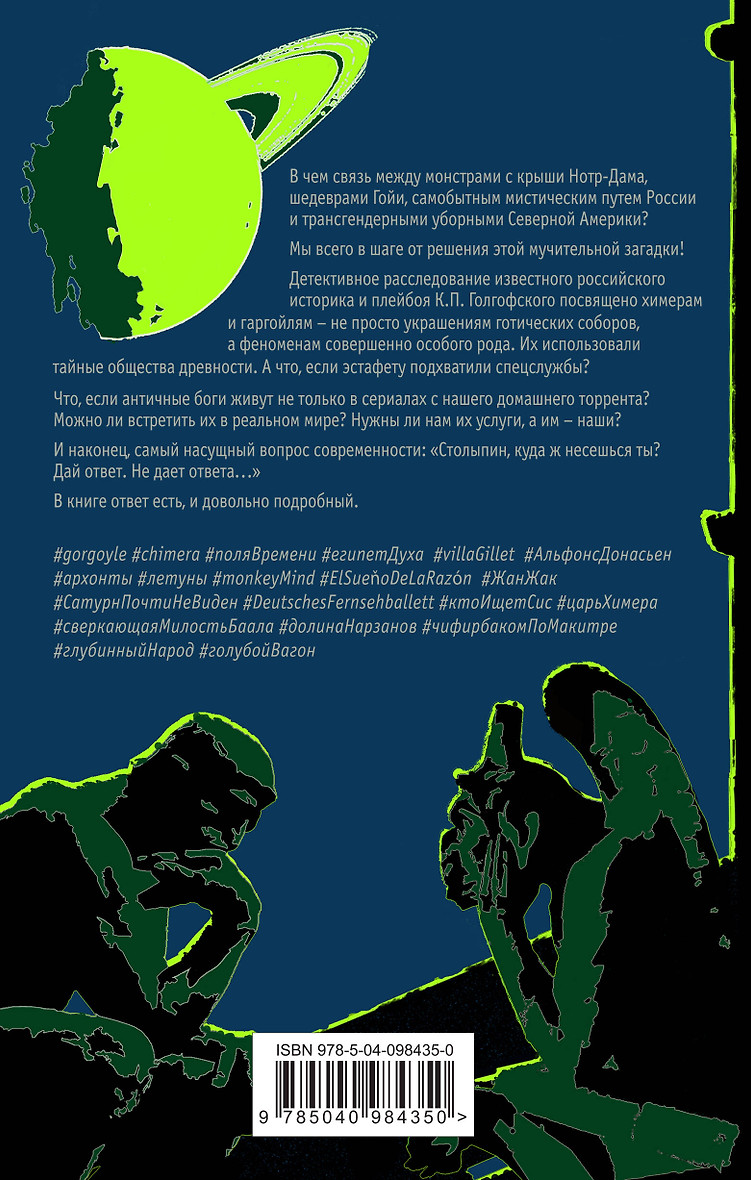 В чем связь между монстрами с крыши Нотр-Дама,
шедеврами Гойи, самобытным мистическим путем России
и трансгендерными уборными Северной Америки?
Мы всего в шаге от решения этой мучительной загадки!
Детективное расследование известного российского
историка и плейбоя К.П. Голгофского посвящено химерам
и гаргойлям – не просто украшениям готических соборов,
а феноменам совершенно особого рода. Их использовали
тайные общества древности. А что, если эстафету подхватили спецслужбы?
Что, если античные боги живут не только в сериалах с нашего домашнего торрента?
Можно ли встретить их в реальном мире? Нужны ли нам их услуги, а им – наши?
И наконец, самый насущный вопрос современности: «Столыпин, куда ж несешься ты?
Дай ответ. Не дает ответа…»
В книге ответ есть, и довольно подробный.
#gorgoyle #chimera #поляВремени #египетДуха #villaGillet #АльфонсДонасьен
#архонты #летуны #monkeyMind #ElSueñoDeLaRazón #ЖанЖак
#СатурнПочтиНеВиден #DeutschesFernsehballett #ктоИщетСис #царьХимера
#сверкающаяМилостьБаала #долинаНарзанов #чифирбакомПоМакитре
#глубинныйНарод #голубойВагон
ISBN 978-5-04-098435-0
9 785040 984350 >